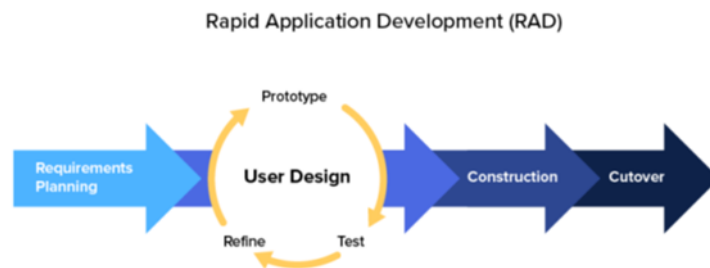 Rapid Application Development (RAD)
Prototype
Requirements
Planning
User Design
Construction
Cutover
Refine
Test